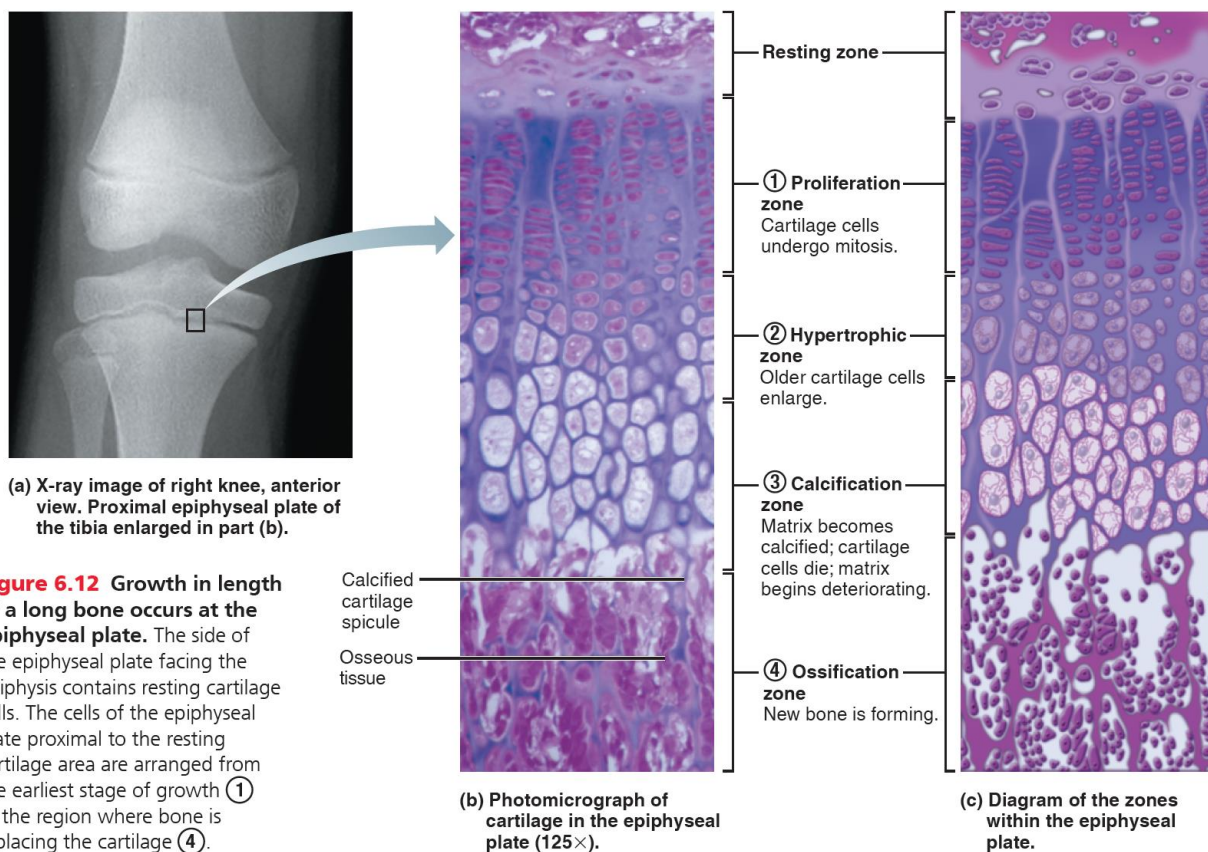 Resting zone
① Proliferation
zone
Cartilage cells
undergo mitosis.
② Hypertrophic
zone
Older cartilage cells
enlarge.
③ Calcification
zone
Matrix becomes
calcified; cartilage
cells die; matrix
begins deteriorating.
④ Ossification
zone
New bone is forming.
Calcified
cartilage
spicule
Osseous
tissue
(a) X-ray image of right knee, anterior
view. Proximal epiphyseal plate of
the tibia enlarged in part (b).
6.12 Growth in length
a long bone occurs at the
plate. The side of
epiphyseal plate facing the
contains resting cartilage
The cells of the epiphyseal
proximal to the resting
area are arranged from
earliest stage of growth ①
the region where bone is
the cartilage ④.
(b) Photomicrograph of
cartilage in the epiphyseal
plate (125×).
(c) Diagram of the zones
within the epiphyseal
plate.